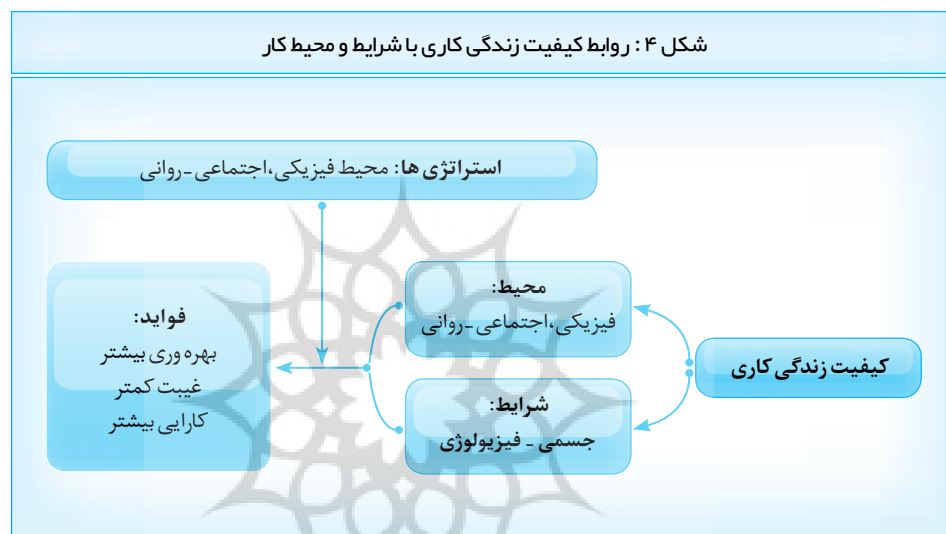 شکل ۴ : روابط کیفیت زندگی کاری با شرایط و محیط کار
استراتژی ها: محیط فیزیکی،اجتماعی ـ روانی
کیفیت زندگی کاری
محیط:
فیزیکی،اجتماعی ـ روانی
شرایط:
جسمی ـ فیزیولوژی
فواید:
بهره وری بیشتر
غیبت کمتر
کارایی بیشتر